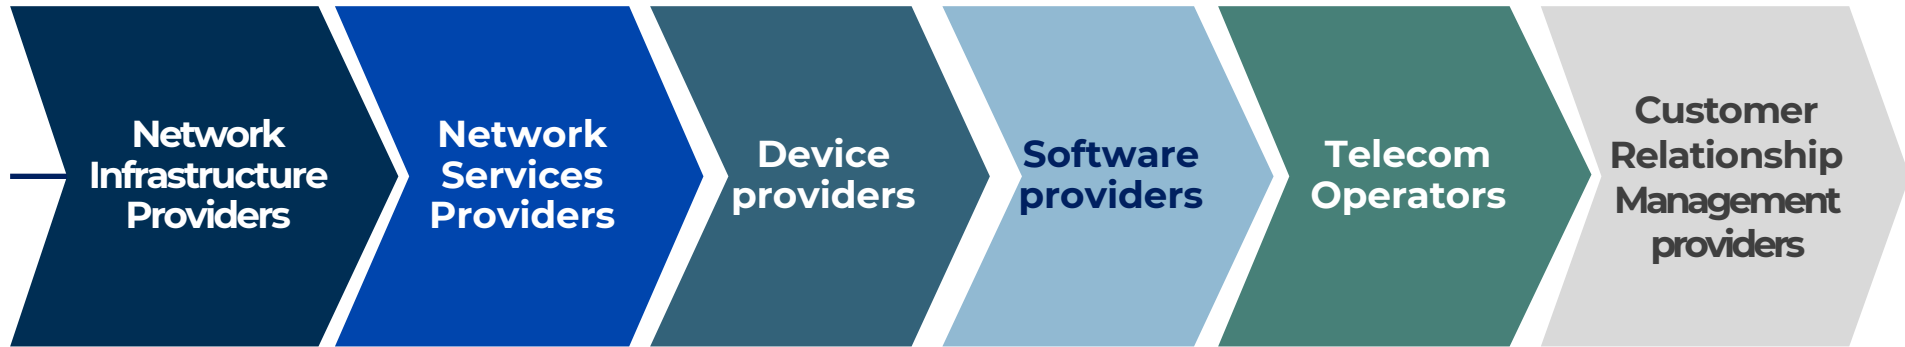 Network
Infrastructure
Providers
Network
Services
Providers
Device
providers
Software
providers
Telecom
Operators
Customer
Relationship
Management
providers